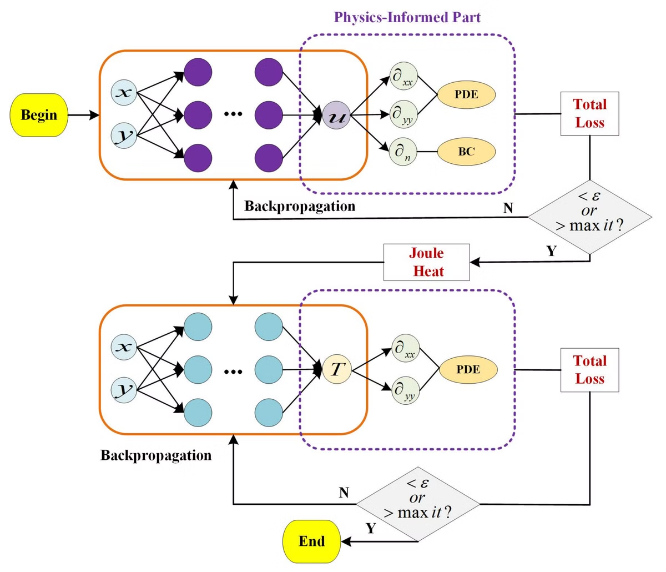 Physics-Informed Part
Begin
x
y
...
u
∂xx
∂yy
∂n
PDE
BC
Total
Loss
Backpropagation
N
< ε
or
> max it ?
Y
Joule
Heat
x
y
...
T
∂xx
∂yy
PDE
Total
Loss
Backpropagation
N
< ε
or
> max it ?
Y
End